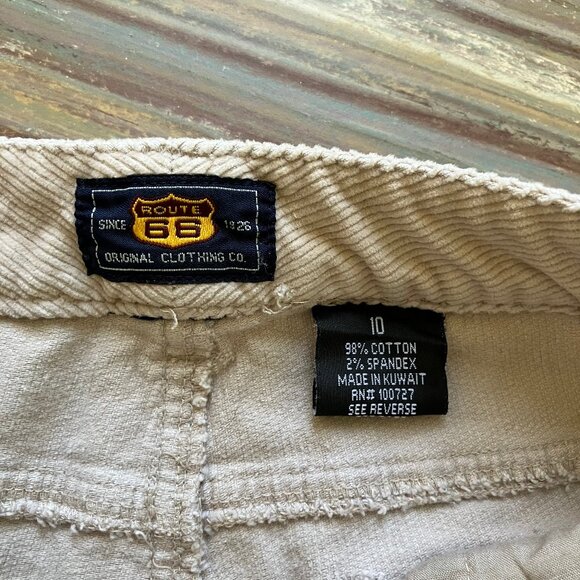 ROUTE
SINCE 66 1926
ORIGINAL CLOTHING CO.
10
98% COTTON
2% SPANDEX
MADE IN KUWAIT
RN# 100727
SEE REVERSE